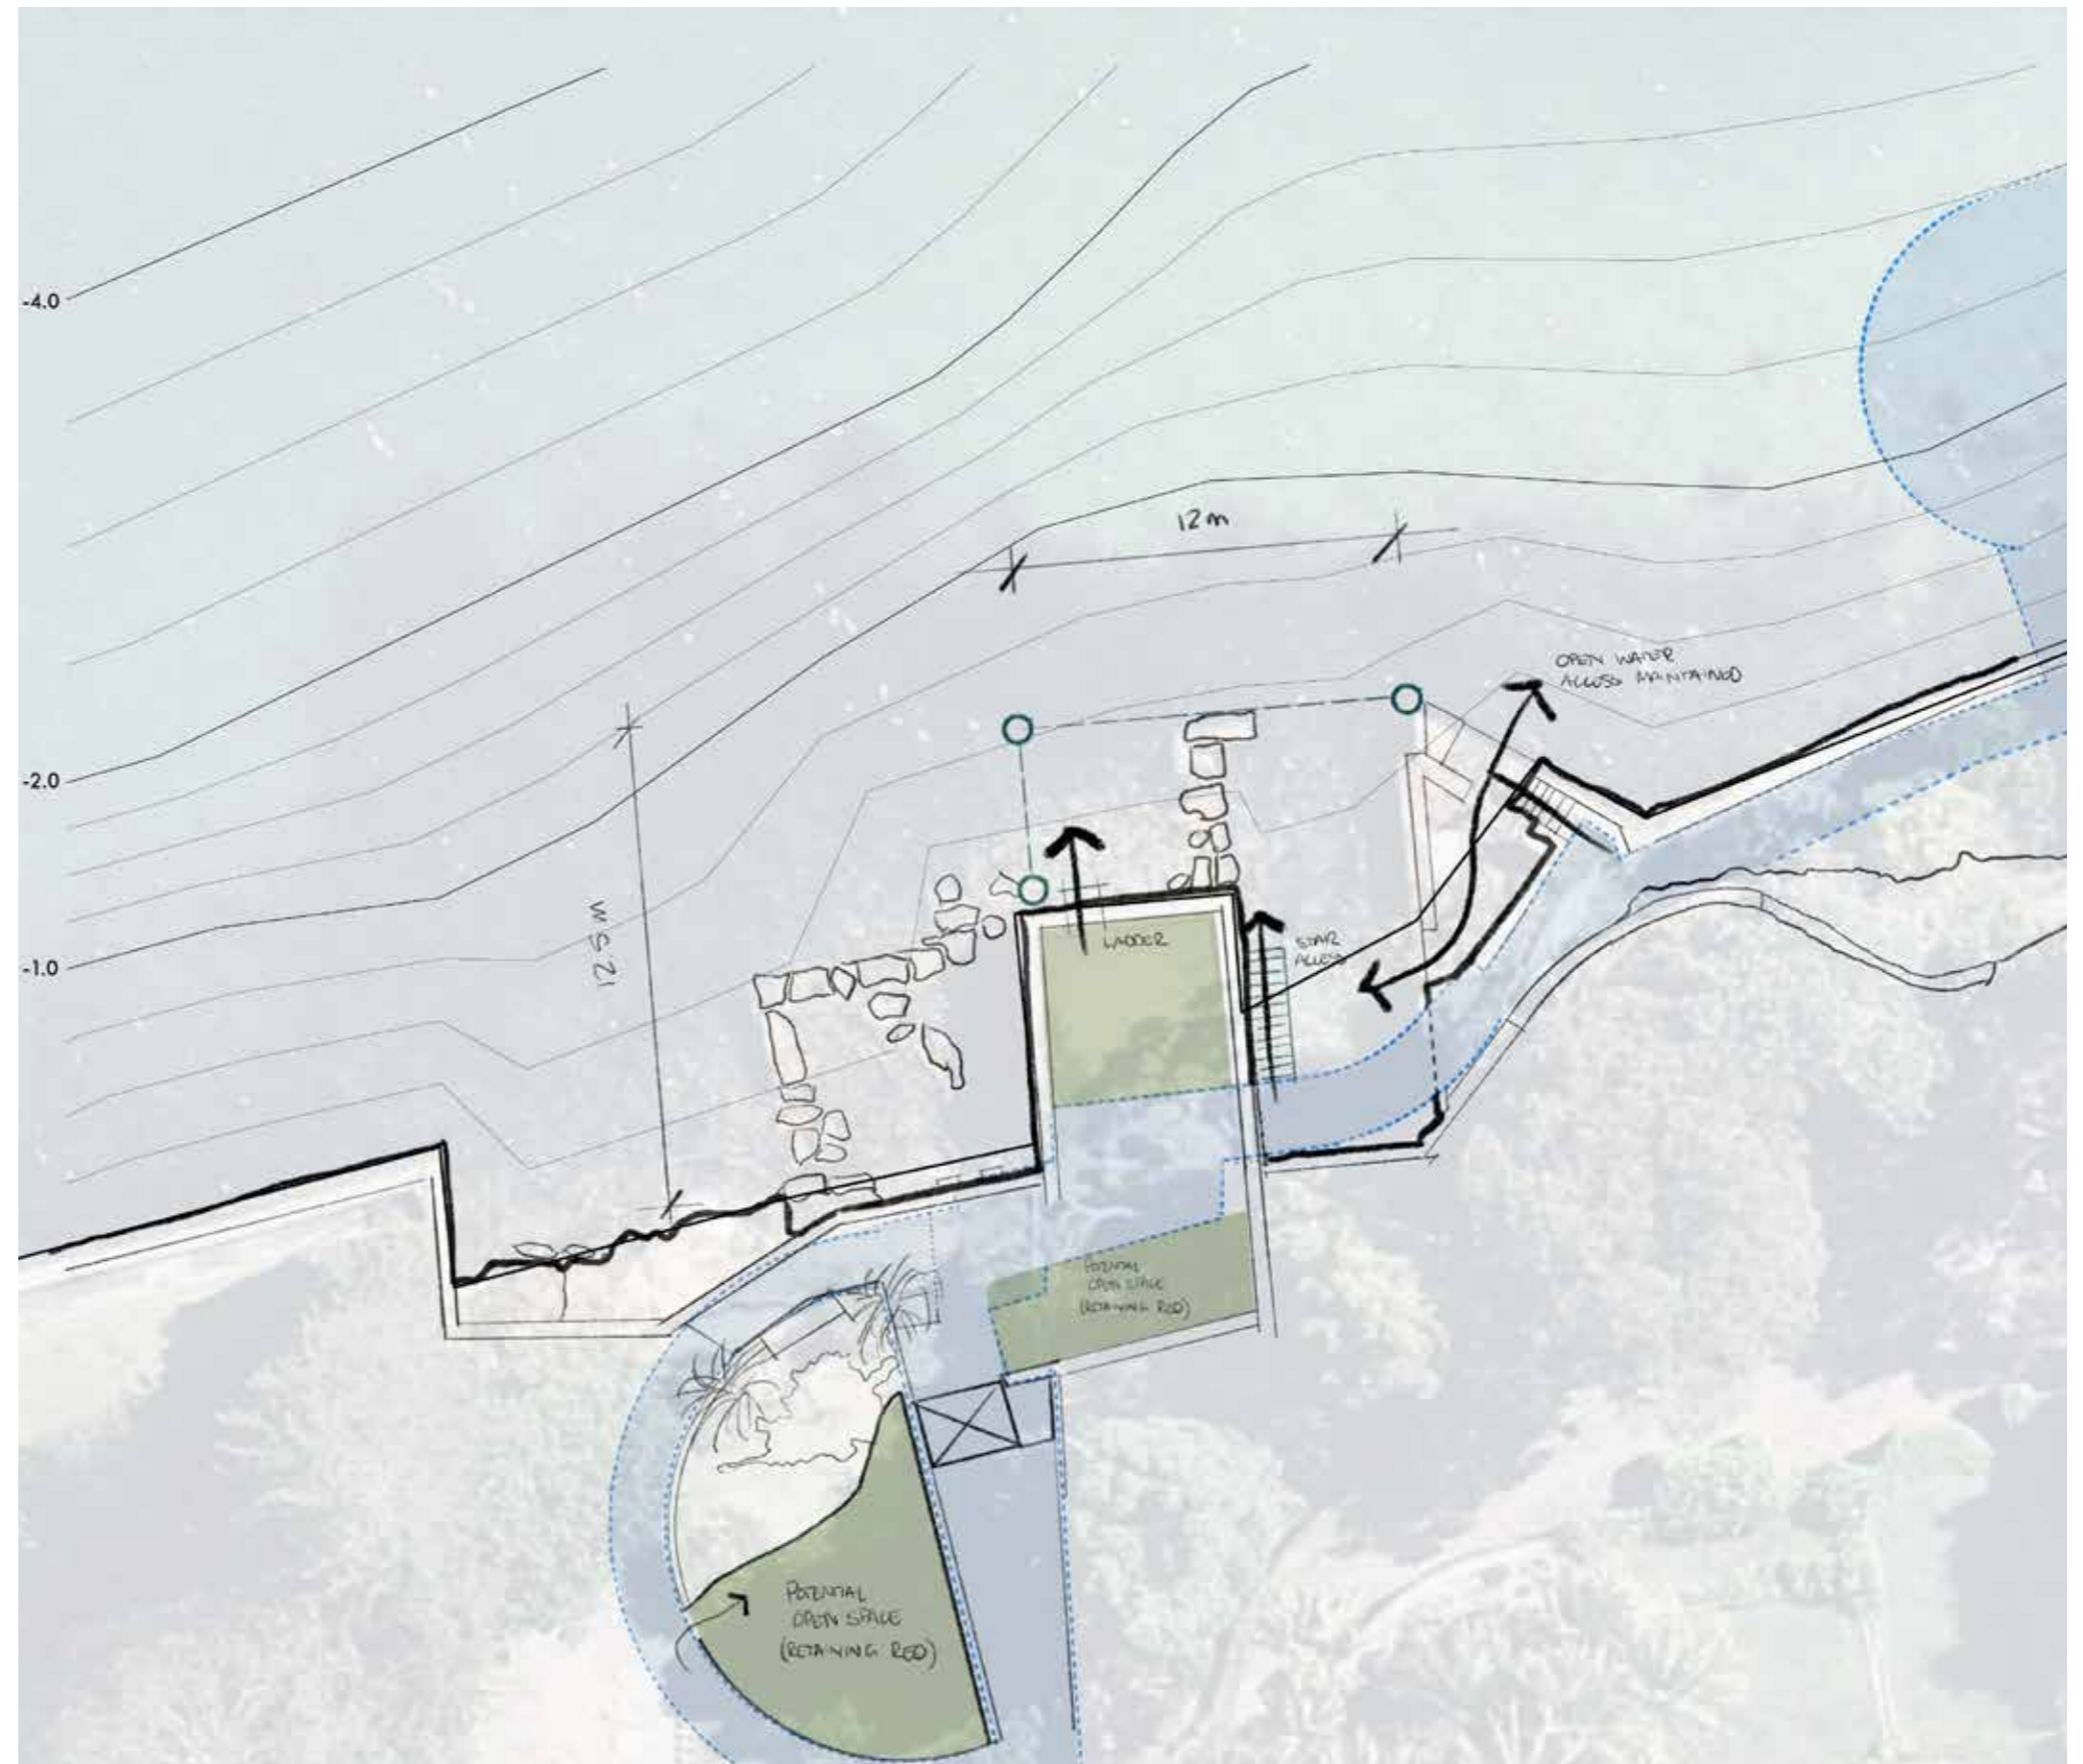 -4.0
12m
OPEN WATER
ACCESS MAINTAINED
-2.0
12.5m
-1.0
LADDER
STAIR
ACCESS
POTENTIAL
OPEN SPACE
(RETAINING REQ)
POTENTIAL
OPEN SPACE
(RETAINING REQ)